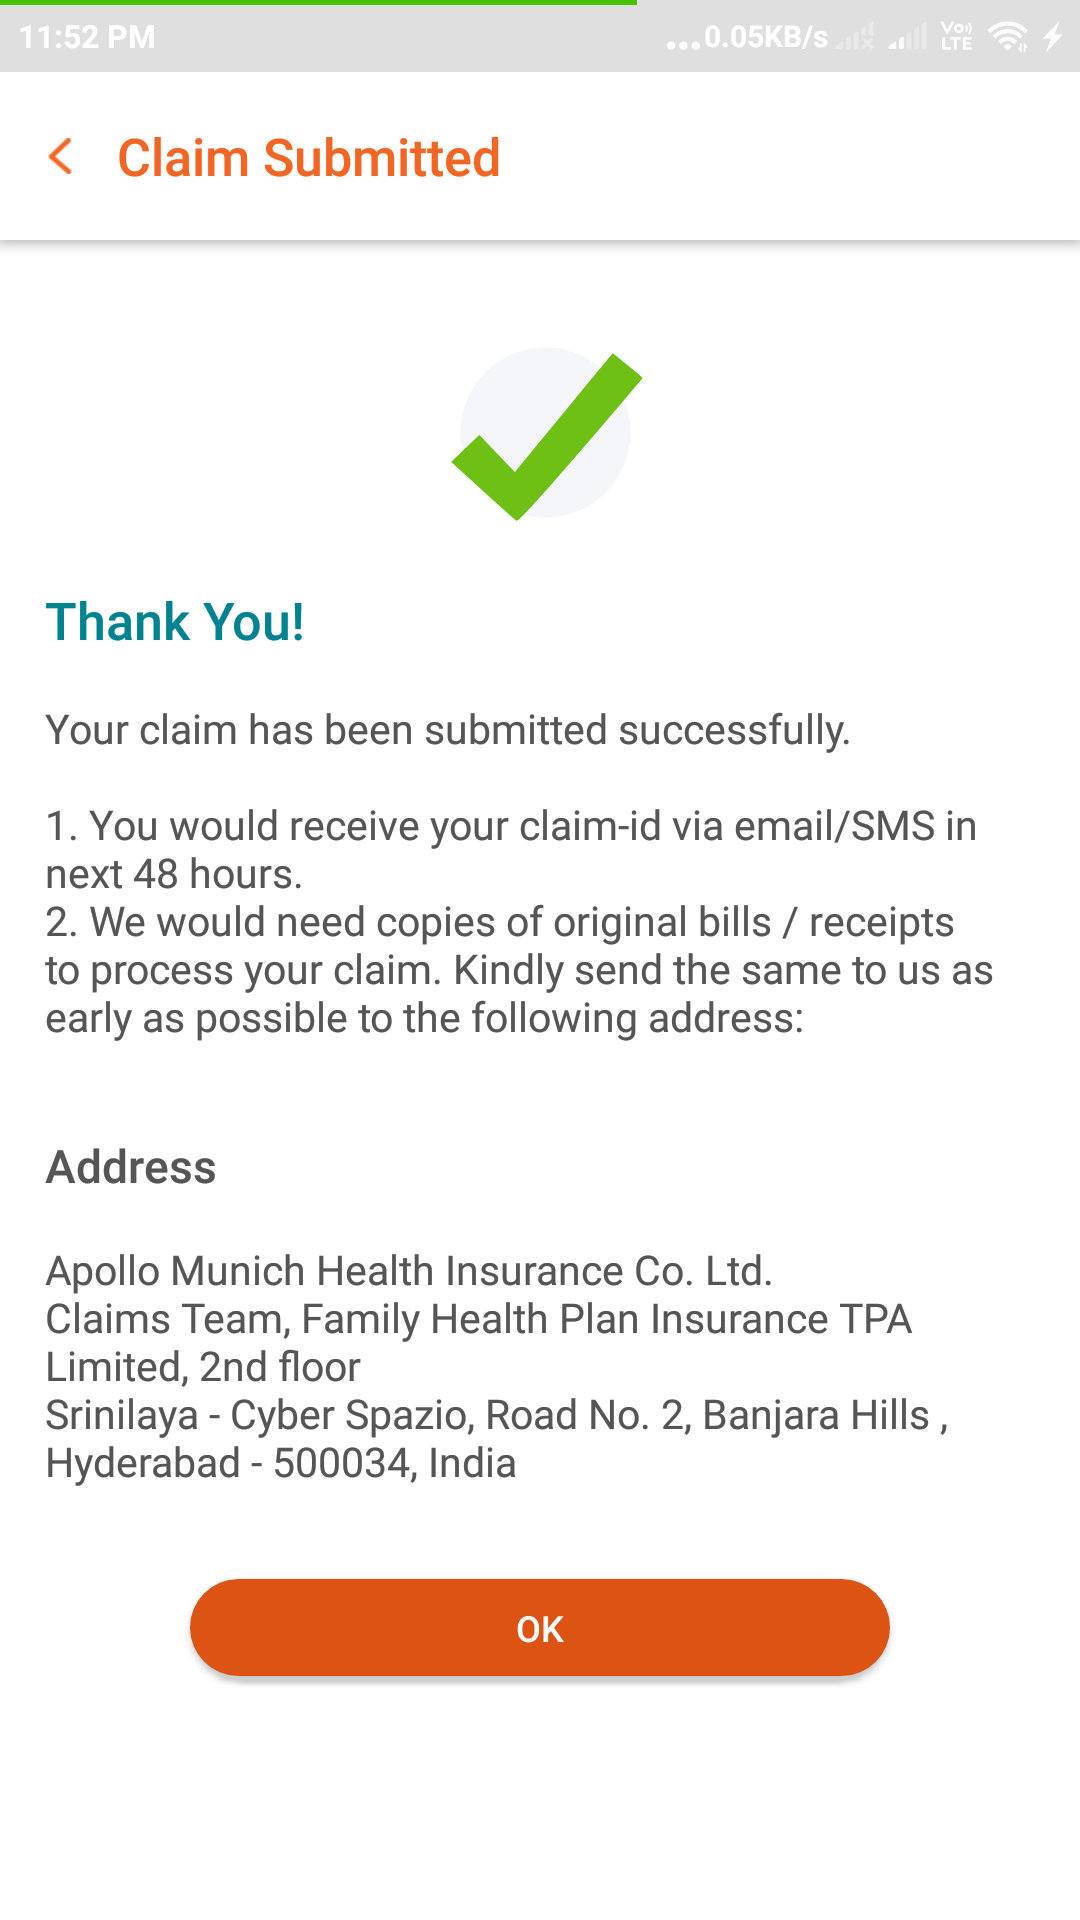 11:52 PM
...0.05KB/s
Vo)) LTE
Claim Submitted
Thank You!
Your claim has been submitted successfully.
1. You would receive your claim-id via email/SMS in
next 48 hours.
2. We would need copies of original bills / receipts
to process your claim. Kindly send the same to us as
early as possible to the following address:
Address
Apollo Munich Health Insurance Co. Ltd.
Claims Team, Family Health Plan Insurance TPA
Limited, 2nd floor
Srinilaya - Cyber Spazio, Road No. 2, Banjara Hills ,
Hyderabad - 500034, India
OK